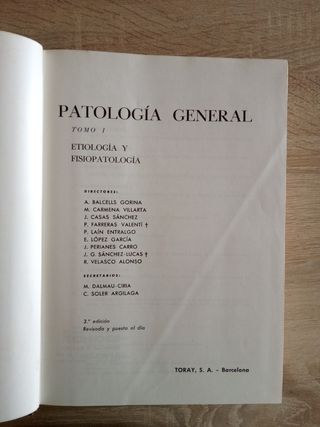 PATOLOGÍA GENERAL
TOMO I
ETIOLOGÍA Y
FISIOPATOLOGÍA
DIRECTORES:
A. BALCELLS GORINA
M. CARMENA VILLARTA
J. CASAS SÁNCHEZ
P. FARRERAS VALENTÍ †
P. LAÍN ENTRALGO
E. LÓPEZ GARCÍA
J. PERIANES CARRO
J. G. SÁNCHEZ-LUCAS †
R. VELASCO ALONSO
SECRETARIOS:
M. DALMAU-CIRIA
C. SOLER ARGILAGA
2.ª edición
Revisada y puesta al día
TORAY, S. A. - Barcelona